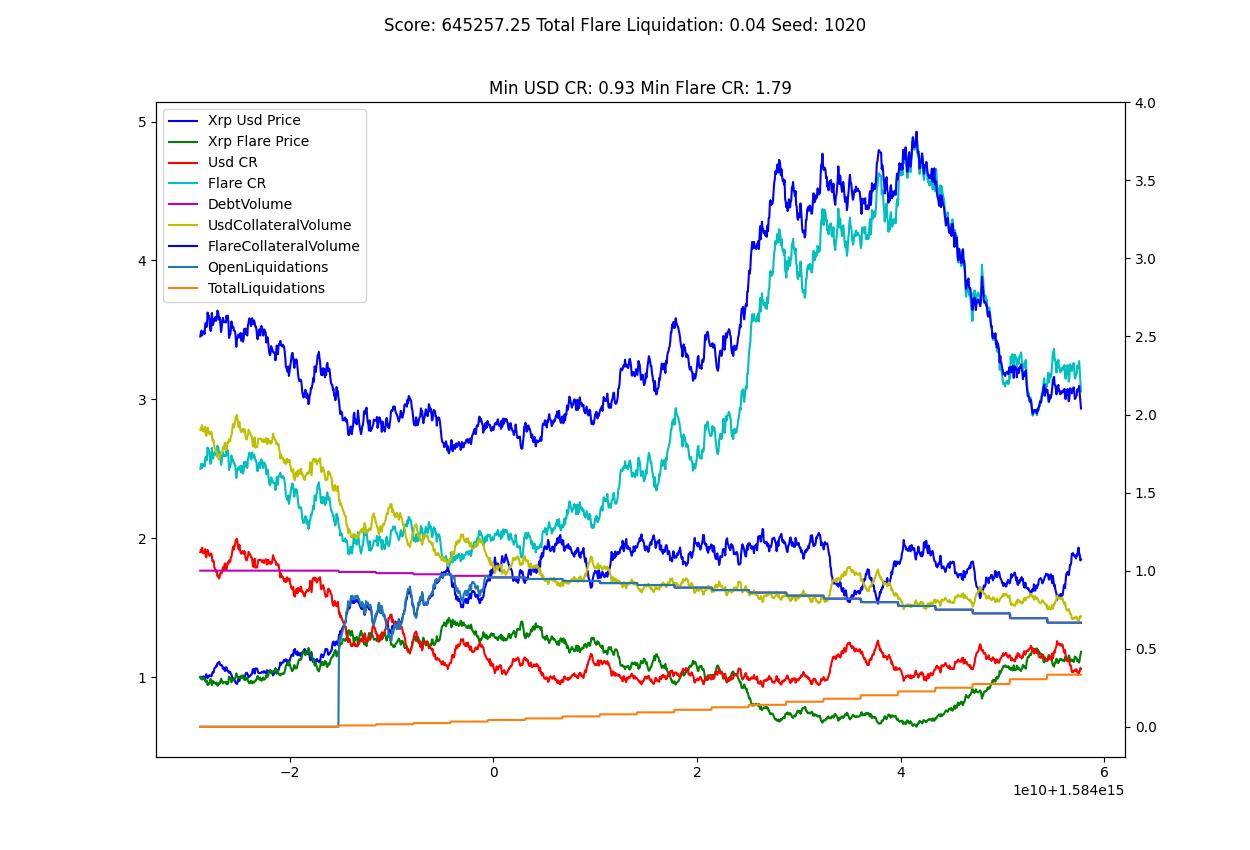 Score: 645257.25 Total Flare Liquidation: 0.04 Seed: 1020
Min USD CR: 0.93 Min Flare CR: 1.79
Xrp Usd Price
Xrp Flare Price
Usd CR
Flare CR
DebtVolume
UsdCollateralVolume
FlareCollateralVolume
OpenLiquidations
TotalLiquidations
5
4
3
2
1
4.0
3.5
3.0
2.5
2.0
1.5
1.0
0.5
0.0
−2 0 2 4 6
1e10+1.584e15